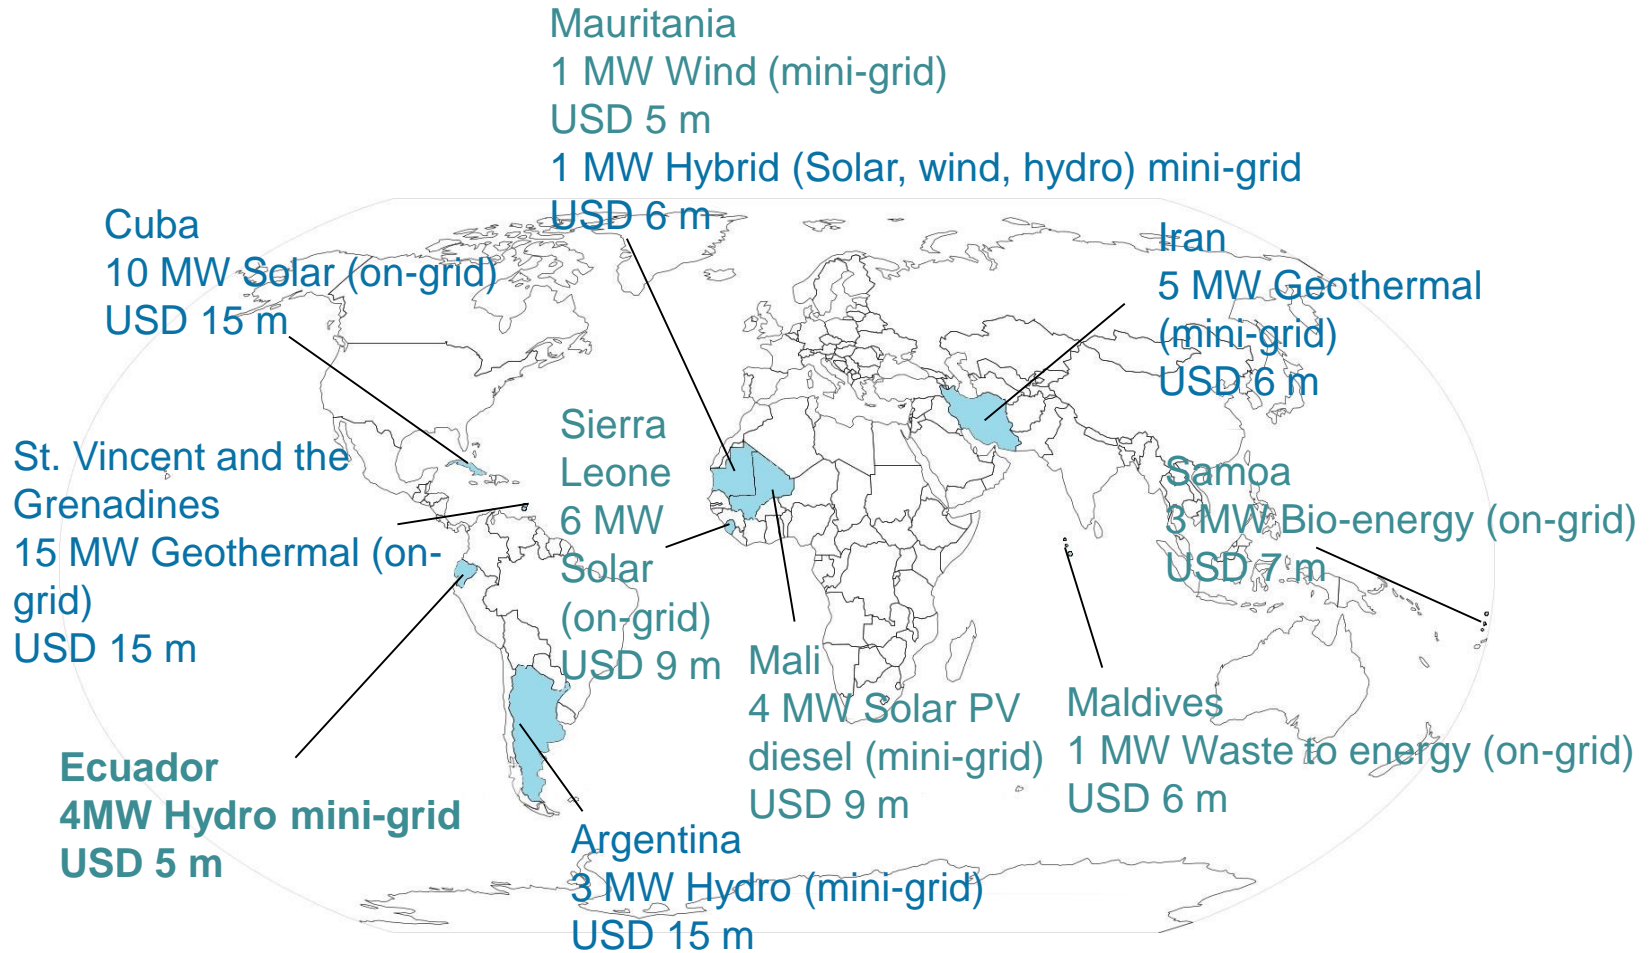 Mauritania
1 MW Wind (mini-grid)
USD 5 m
1 MW Hybrid (Solar, wind, hydro) mini-grid
USD 6 m
Cuba
10 MW Solar (on-grid)
USD 15 m
Iran
5 MW Geothermal
(mini-grid)
USD 6 m
St. Vincent and the
Grenadines
15 MW Geothermal (on-
grid)
USD 15 m
Sierra
Leone
6 MW
Solar
(on-grid)
USD 9 m
Samoa
3 MW Bio-energy (on-grid)
USD 7 m
Mali
4 MW Solar PV
diesel (mini-grid)
USD 9 m
Maldives
1 MW Waste to energy (on-grid)
USD 6 m
Ecuador
4MW Hydro mini-grid
USD 5 m
Argentina
3 MW Hydro (mini-grid)
USD 15 m